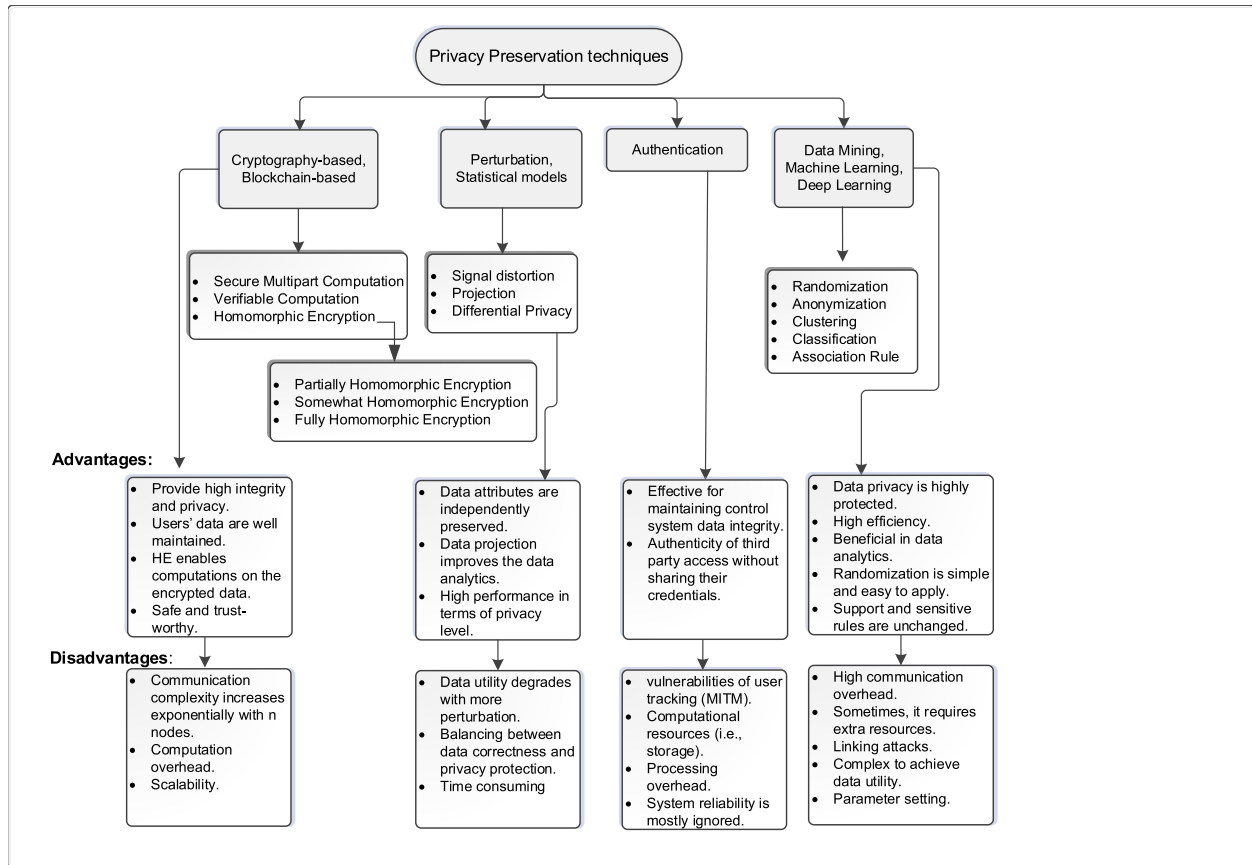 Privacy Preservation techniques
Cryptography-based,
Blockchain-based
Perturbation,
Statistical models
Authentication
Data Mining,
Machine Learning,
Deep Learning
• Secure Multipart Computation
• Verifiable Computation
• Homomorphic Encryption
• Signal distortion
• Projection
• Differential Privacy
• Randomization
• Anonymization
• Clustering
• Classification
• Association Rule
• Partially Homomorphic Encryption
• Somewhat Homomorphic Encryption
• Fully Homomorphic Encryption
Advantages:
• Provide high integrity
and privacy.
• Users' data are well
maintained.
• HE enables
computations on the
encrypted data.
• Safe and trust-
worthy.
• Data attributes are
independently
preserved.
• Data projection
improves the data
analytics.
• High performance in
terms of privacy
level.
• Effective for
maintaining control
system data integrity.
• Authenticity of third
party access without
sharing their
credentials.
• Data privacy is highly
protected.
• High efficiency.
• Beneficial in data
analytics.
• Randomization is simple
and easy to apply.
• Support and sensitive
rules are unchanged.
Disadvantages:
• Communication
complexity increases
exponentially with n
nodes.
• Computation
overhead.
• Scalability.
• Data utility degrades
with more
perturbation.
• Balancing between
data correctness and
privacy protection.
• Time consuming
• vulnerabilities of user
tracking (MITM).
• Computational
resources (i.e.,
storage).
• Processing
overhead.
• System reliability is
mostly ignored.
• High communication
overhead.
• Sometimes, it requires
extra resources.
• Linking attacks.
• Complex to achieve
data utility.
• Parameter setting.